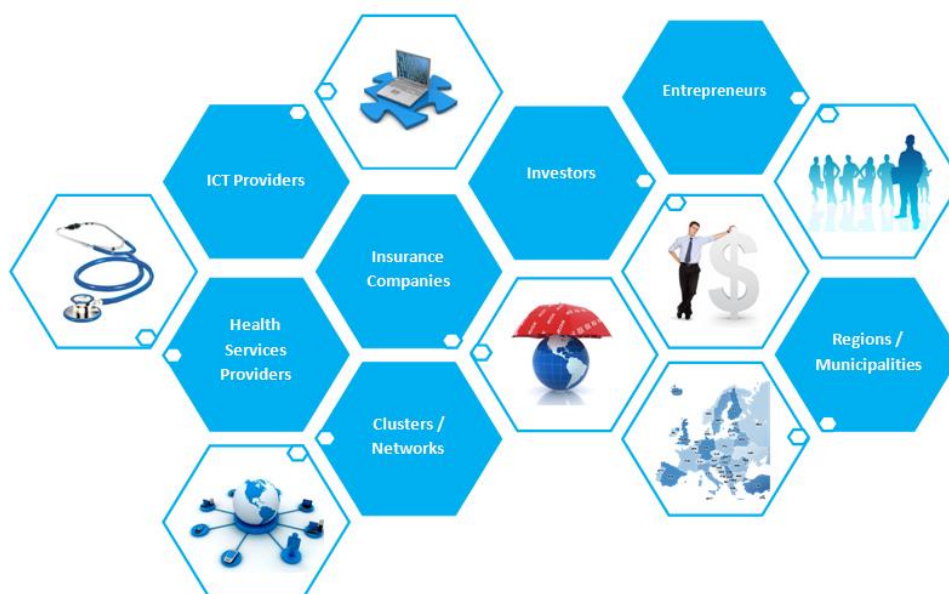 Entrepreneurs
ICT Providers
Investors
Insurance
Companies
Health
Services
Providers
Regions /
Municipalities
Clusters /
Networks